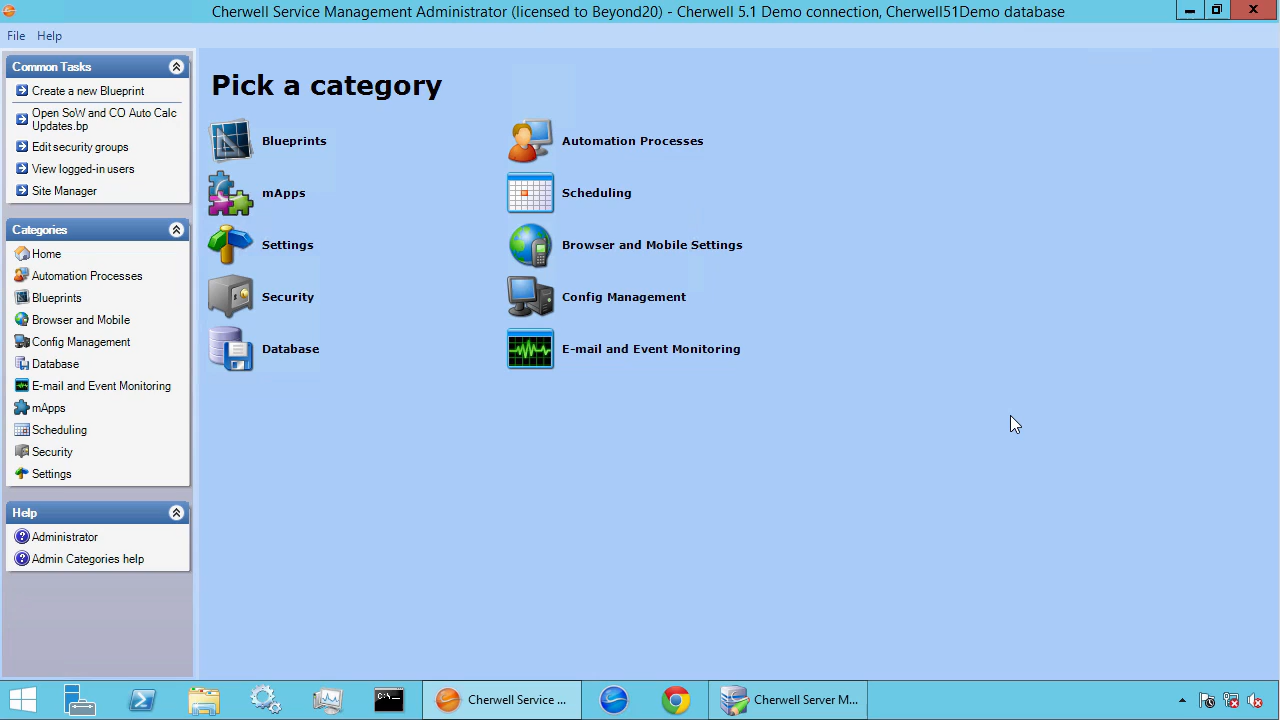 Cherwell Service Management Administrator (licensed to Beyond20) - Cherwell 5.1 Demo connection, Cherwell51Demo database
File Help
Common Tasks
Create a new Blueprint
Open SoW and CO Auto Calc
Updates.bp
Edit security groups
View logged-in users
Site Manager
Categories
Home
Automation Processes
Blueprints
Browser and Mobile
Config Management
Database
E-mail and Event Monitoring
mApps
Scheduling
Security
Settings
Help
Administrator
Admin Categories help
Pick a category
Blueprints
Automation Processes
mApps
Scheduling
Settings
Browser and Mobile Settings
Security
Config Management
Database
E-mail and Event Monitoring
Cherwell Service ...
Cherwell Server M...